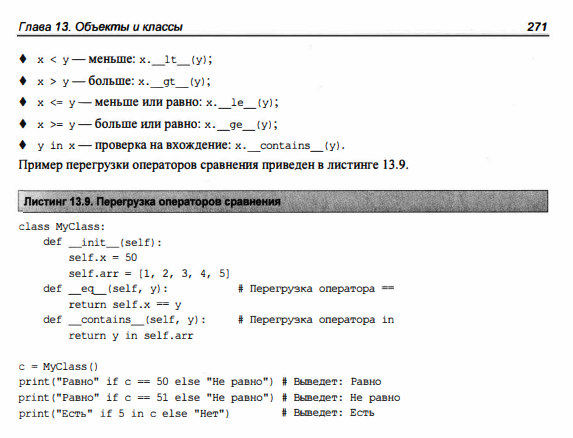 Глава 13. Объекты и классы 271
♦ x < y — меньше: x.__lt__(y);
♦ x > y — больше: x.__gt__(y);
♦ x <= y — меньше или равно: x.__le__(y);
♦ x >= y — больше или равно: x.__ge__(y);
♦ y in x — проверка на вхождение: x.__contains__(y).
Пример перегрузки операторов сравнения приведен в листинге 13.9.
Листинг 13.9. Перегрузка операторов сравнения
class MyClass:
    def __init__(self):
        self.x = 50
        self.arr = [1, 2, 3, 4, 5]
    def __eq__(self, y):         # Перегрузка оператора ==
        return self.x == y
    def __contains__(self, y):   # Перегрузка оператора in
        return y in self.arr
c = MyClass()
print("Равно" if c == 50 else "Не равно") # Выведет: Равно
print("Равно" if c == 51 else "Не равно") # Выведет: Не равно
print("Есть" if 5 in c else "Нет")        # Выведет: Есть